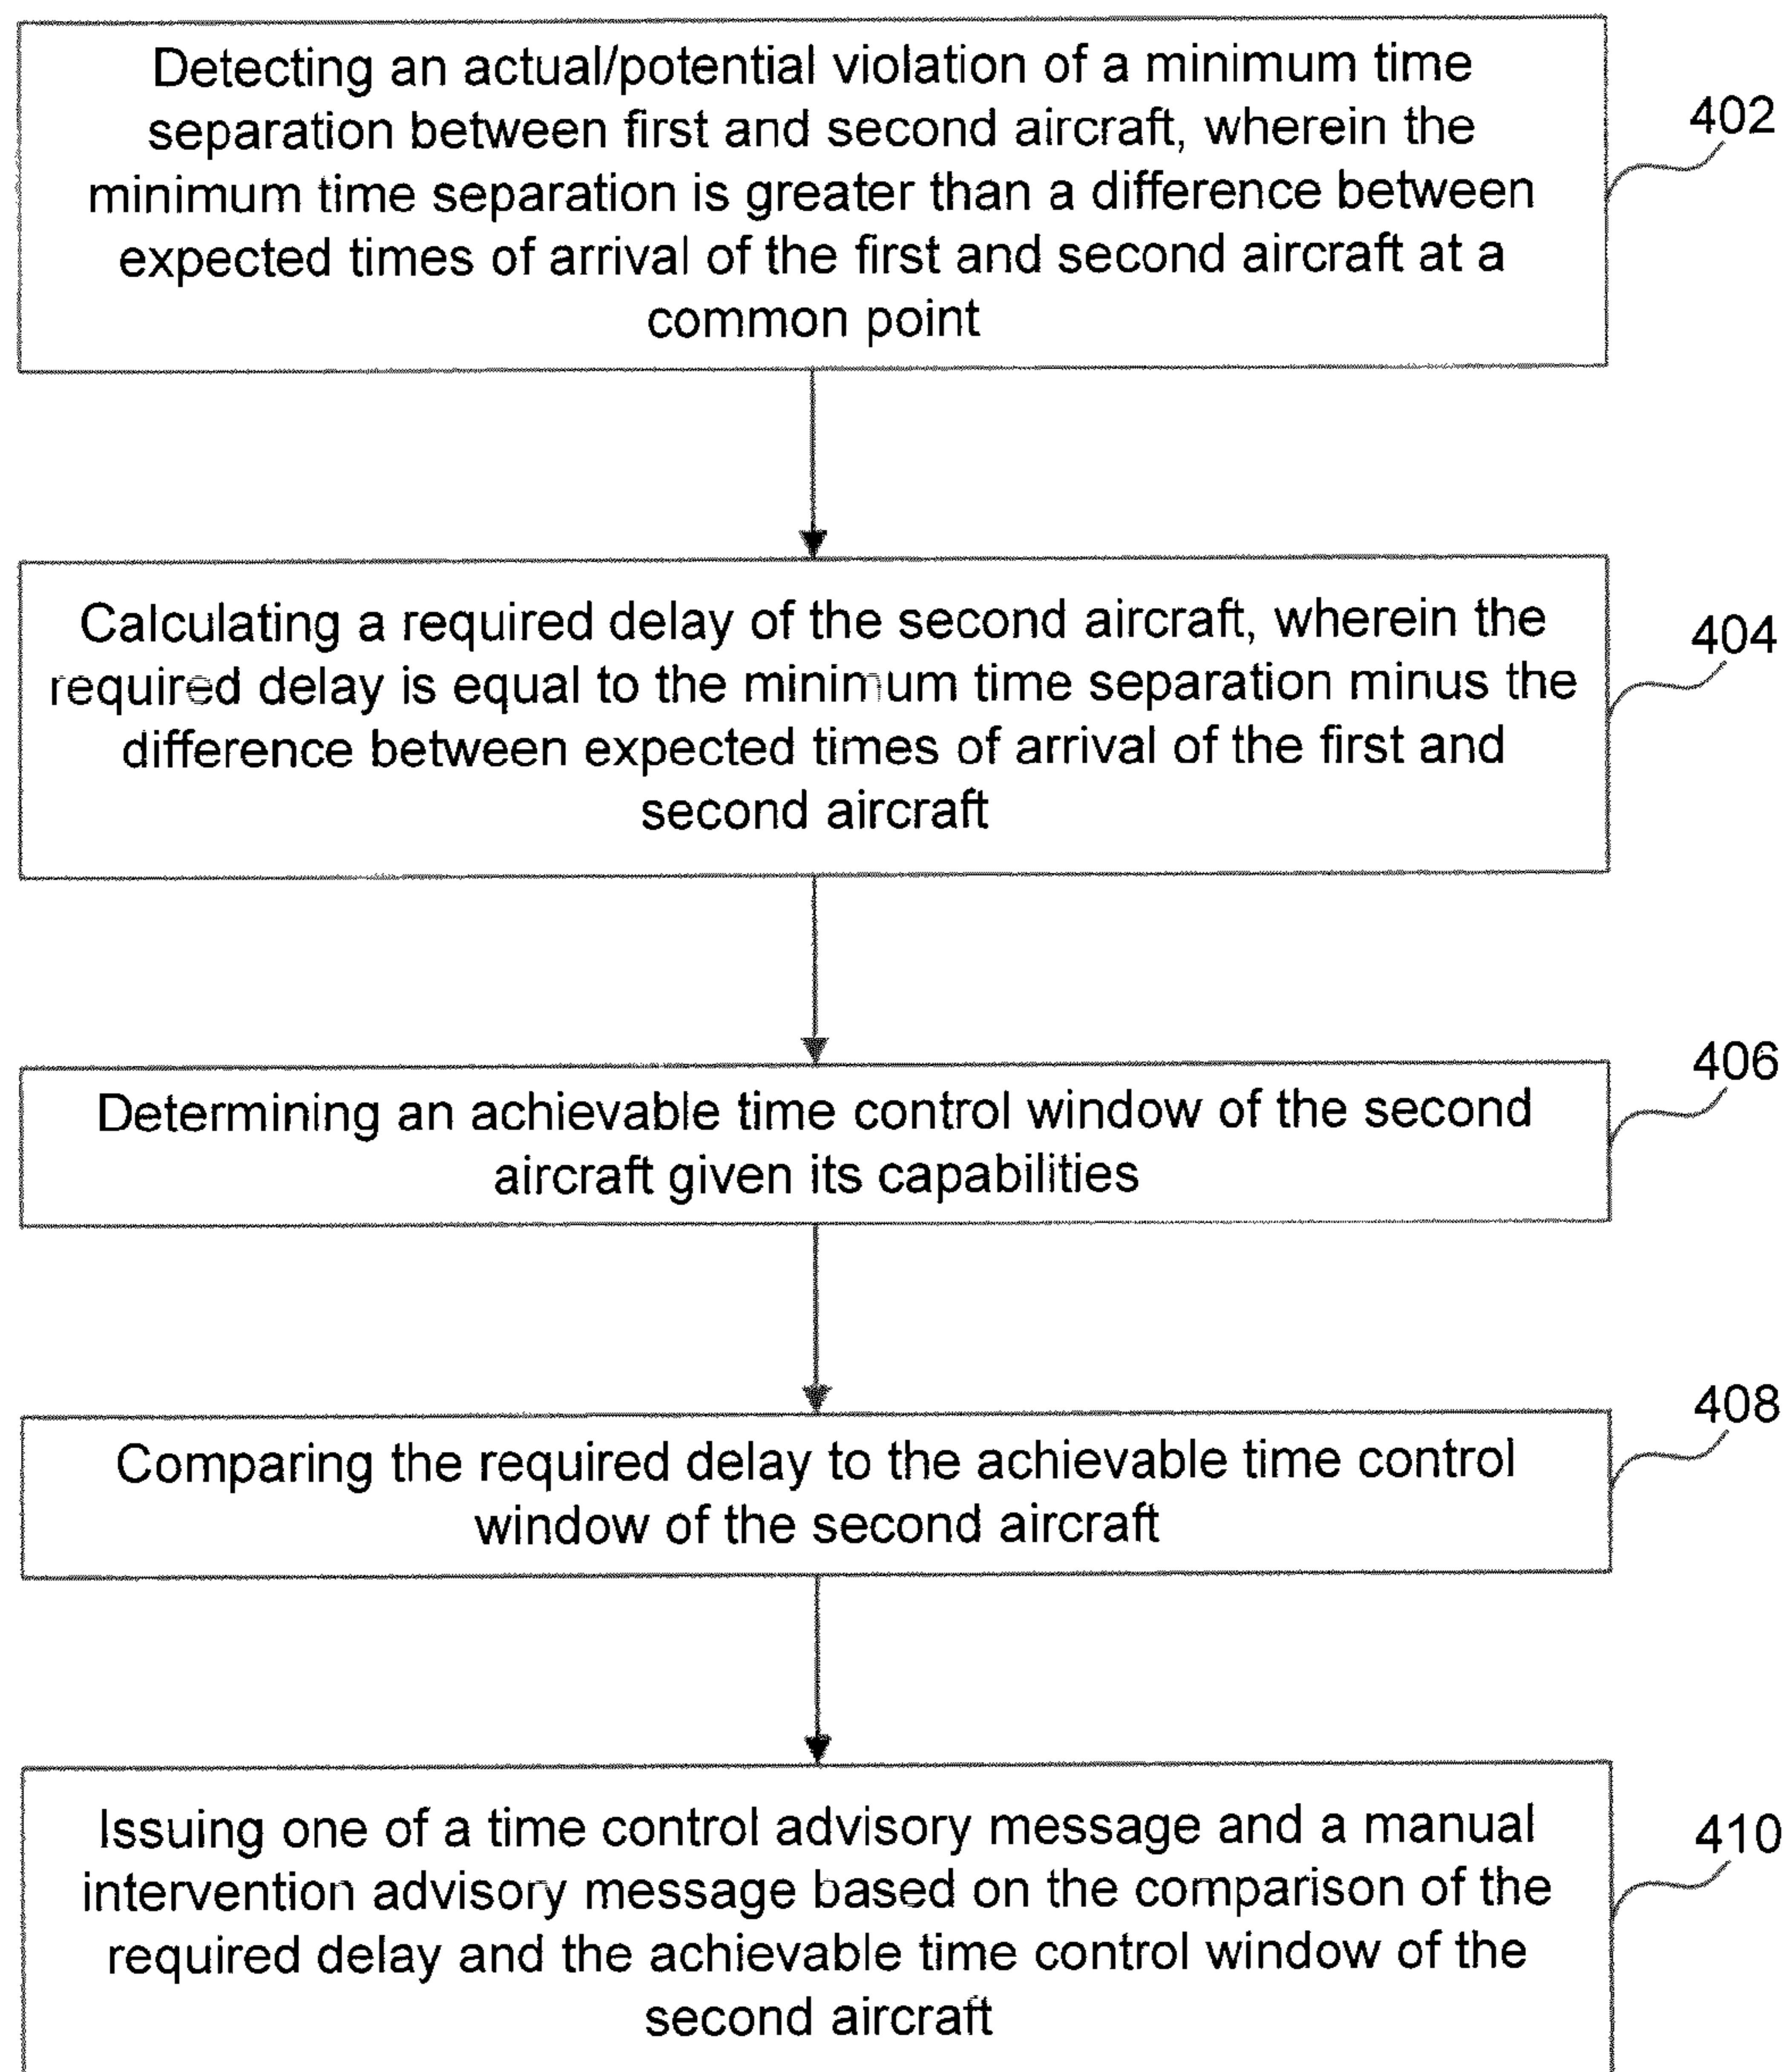 Detecting an actual/potential violation of a minimum time
separation between first and second aircraft, wherein the
minimum time separation is greater than a difference between
expected times of arrival of the first and second aircraft at a
common point
402
Calculating a required delay of the second aircraft, wherein the
required delay is equal to the minimum time separation minus the
difference between expected times of arrival of the first and
second aircraft
404
Determining an achievable time control window of the second
aircraft given its capabilities
406
Comparing the required delay to the achievable time control
window of the second aircraft
408
Issuing one of a time control advisory message and a manual
intervention advisory message based on the comparison of the
required delay and the achievable time control window of the
second aircraft
410